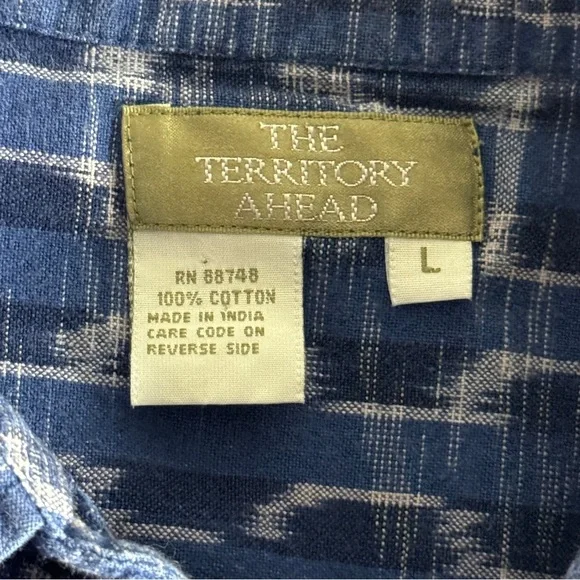 THE
TERRITORY
AHEAD
L
RN 88748
100% COTTON
MADE IN INDIA
CARE CODE ON
REVERSE SIDE